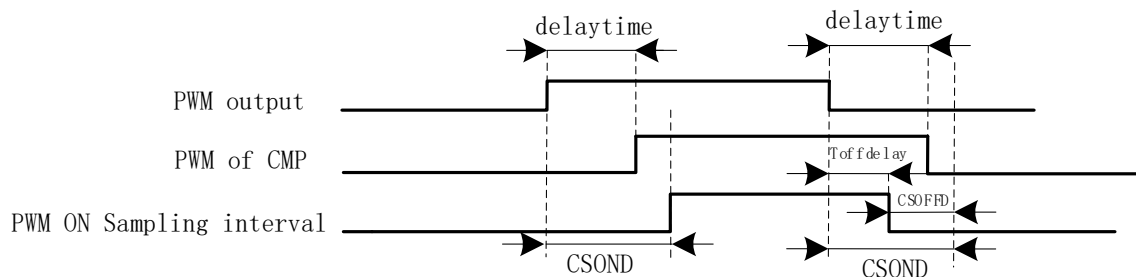 delaytime delaytime
PWM output
PWM of CMP
Toffdelay
PWM ON Sampling interval
CSOFFD
CSOND CSOND